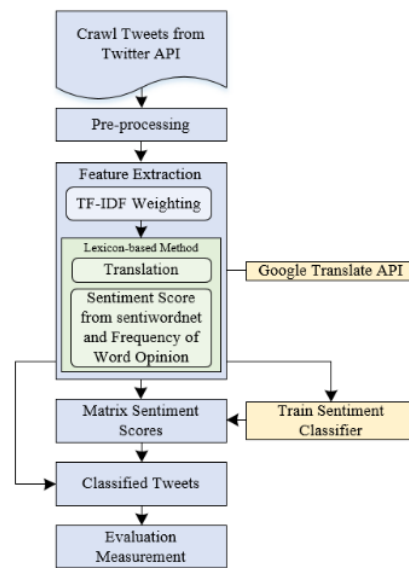 Crawl Tweets from
Twitter API
Pre-processing
Feature Extraction
TF-IDF Weighting
Lexicon-based Method
Translation
Google Translate API
Sentiment Score
from sentiwordnet
and Frequency of
Word Opinion
Matrix Sentiment
Scores
Train Sentiment
Classifier
Classified Tweets
Evaluation
Measurement